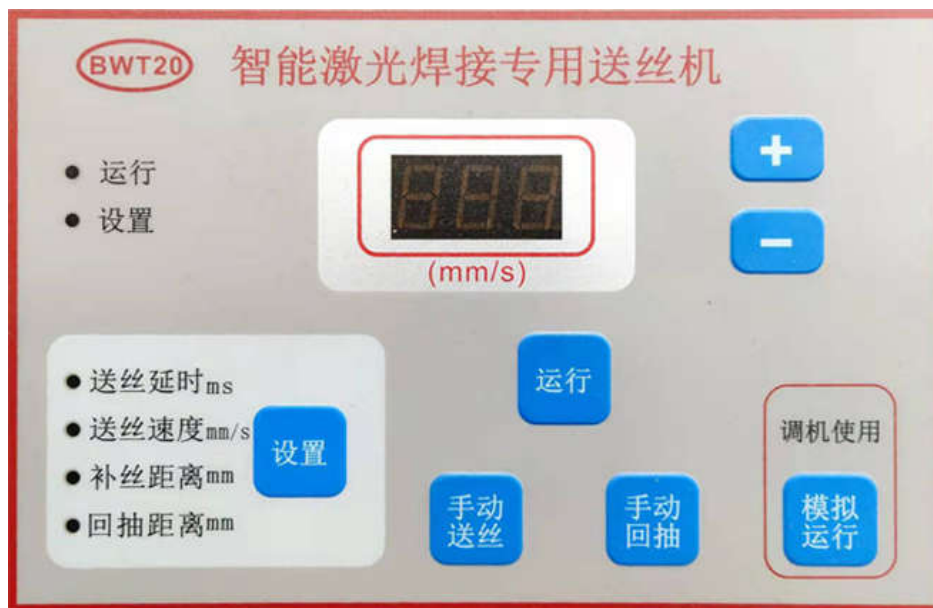 BWT20 智能激光焊接专用送丝机
运行
设置
(mm/s)
+
-
送丝延时ms
送丝速度mm/s
补丝距离mm
回抽距离mm
设置
运行
手动
送丝
手动
回抽
调机使用
模拟
运行